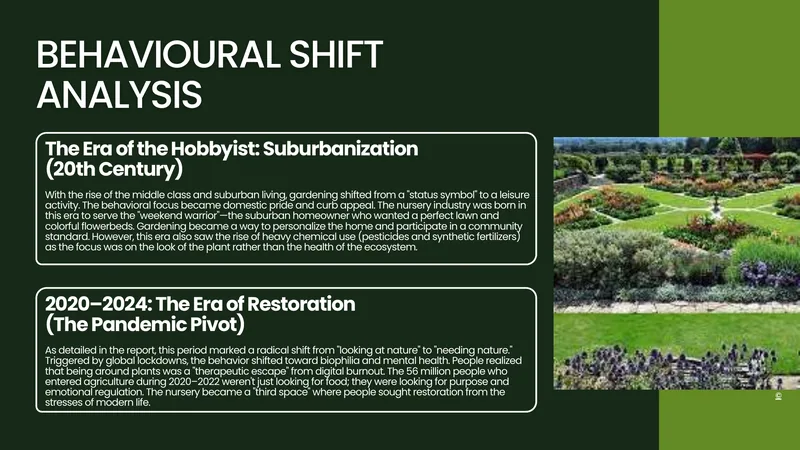 BEHAVIOURAL SHIFT
ANALYSIS
The Era of the Hobbyist: Suburbanization
(20th Century)
With the rise of the middle class and suburban living, gardening shifted from a "status symbol" to a leisure
activity. The behavioral focus became domestic pride and curb appeal. The nursery industry was born in
this era to serve the "weekend warrior"—the suburban homeowner who wanted a perfect lawn and
colorful flowerbeds. Gardening became a way to personalize the home and participate in a community
standard. However, this era also saw the rise of heavy chemical use (pesticides and synthetic fertilizers)
as the focus was on the look of the plant rather than the health of the ecosystem.
2020–2024: The Era of Restoration
(The Pandemic Pivot)
As detailed in the report, this period marked a radical shift from "looking at nature" to "needing nature."
Triggered by global lockdowns, the behavior shifted toward biophilia and mental health. People realized
that being around plants was a "therapeutic escape" from digital burnout. The 56 million people who
entered agriculture during 2020–2022 weren't just looking for food; they were looking for purpose and
emotional regulation. The nursery became a "third space" where people sought restoration from the
stresses of modern life.